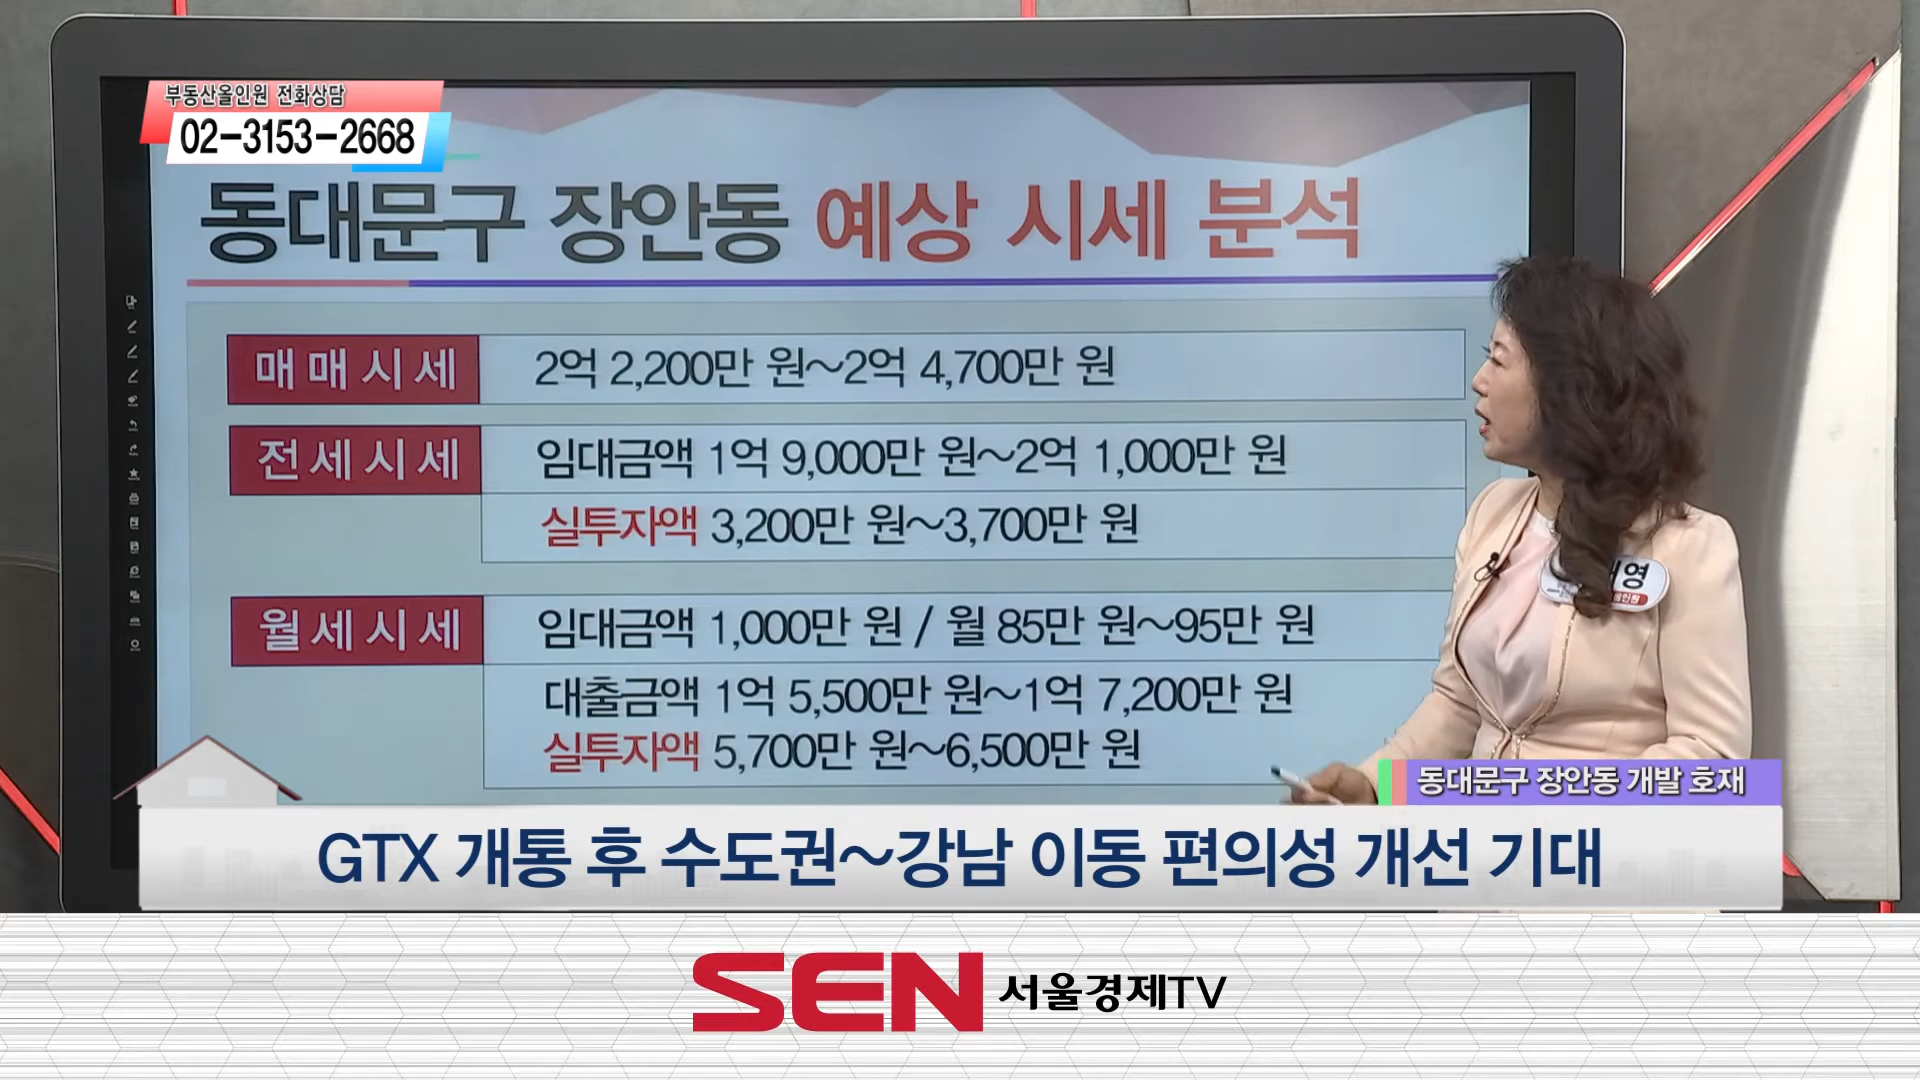 부동산올인원 전화상담
02-3153-2668
동대문구 장안동 예상 시세 분석
매매시세
2억 2,200만 원~2억 4,700만 원
전세시세
임대금액 1억 9,000만 원~2억 1,000만 원
실투자액 3,200만 원~3,700만 원
월세시세
임대금액 1,000만 원 / 월 85만 원~95만 원
대출금액 1억 5,500만 원~1억 7,200만 원
실투자액 5,700만 원~6,500만 원
동대문구 장안동 개발 호재
GTX 개통 후 수도권~강남 이동 편의성 개선 기대
SEN 서울경제TV